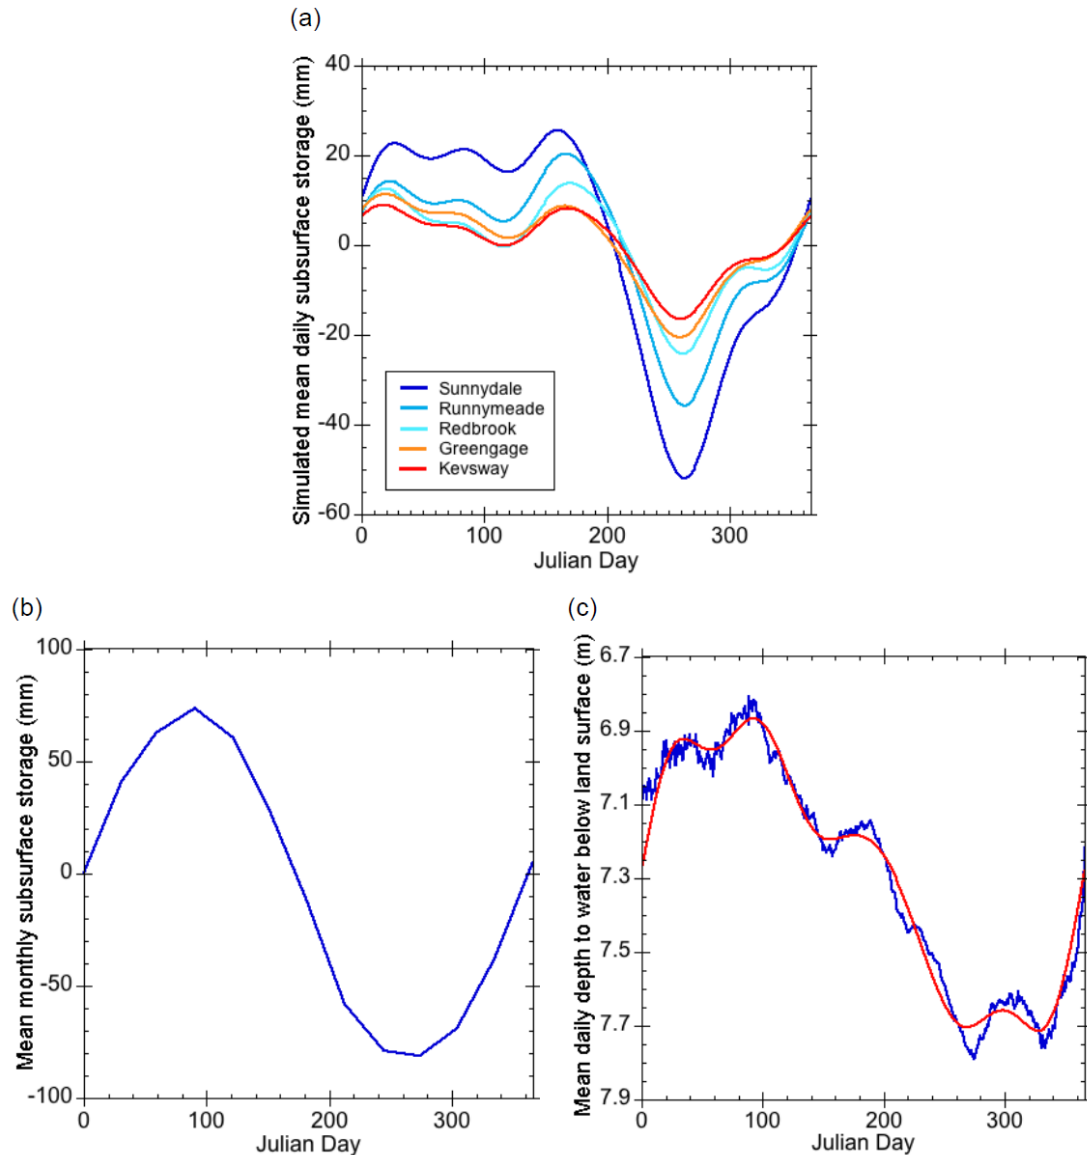 (a)
Simulated mean daily subsurface storage (mm)
40
20
0
-20
-40
-60
Sunnydale
Runnymeade
Redbrook
Greengage
Kevsway
0 100 200 300
Julian Day
(b)
Mean monthly subsurface storage (mm)
100
50
0
-50
-100
0 100 200 300
Julian Day
(c)
Mean daily depth to water below land surface (m)
6.7
6.9
7.1
7.3
7.5
7.7
7.9
0 100 200 300
Julian Day